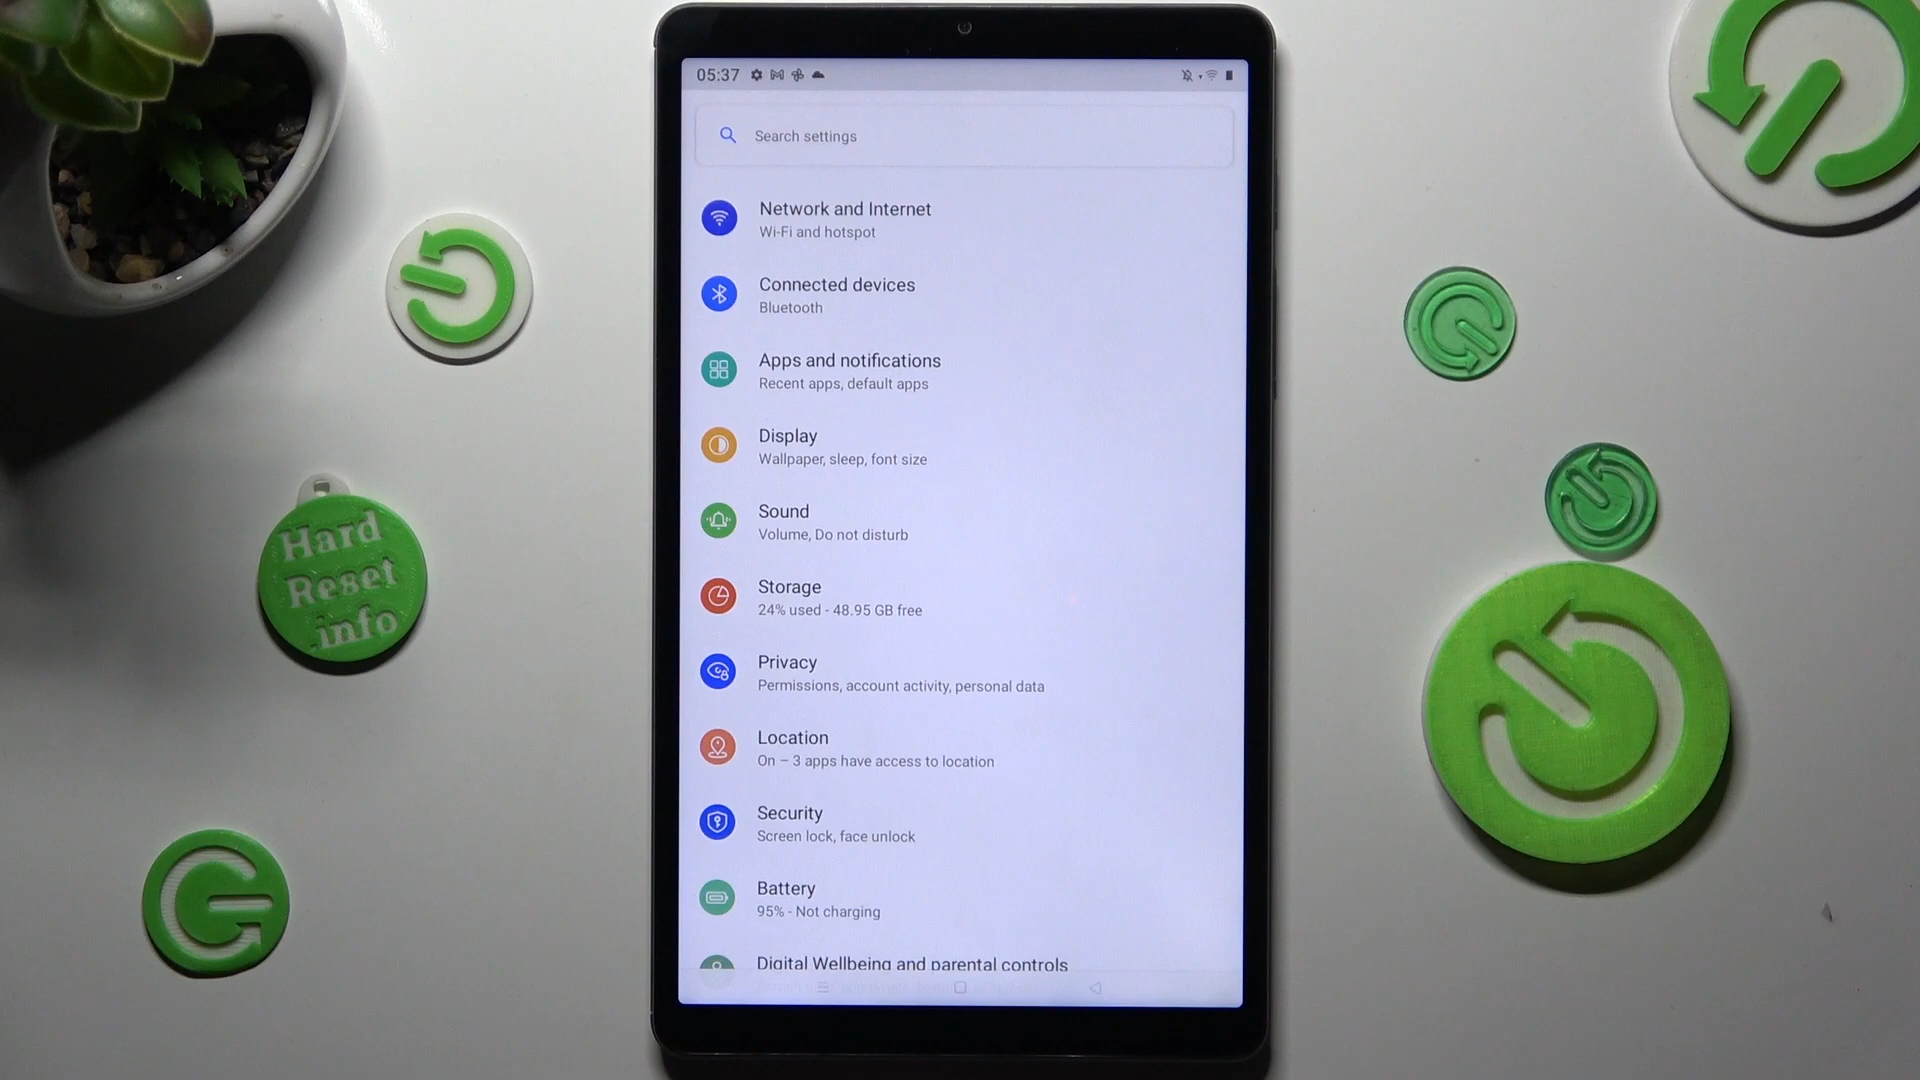 05:37
Search settings
Network and Internet
Wi-Fi and hotspot
Connected devices
Bluetooth
Apps and notifications
Recent apps, default apps
Display
Wallpaper, sleep, font size
Sound
Volume, Do not disturb
Storage
24% used - 48.95 GB free
Privacy
Permissions, account activity, personal data
Location
On – 3 apps have access to location
Security
Screen lock, face unlock
Battery
95% - Not charging
Digital Wellbeing and parental controls
Hard
Reset
.info